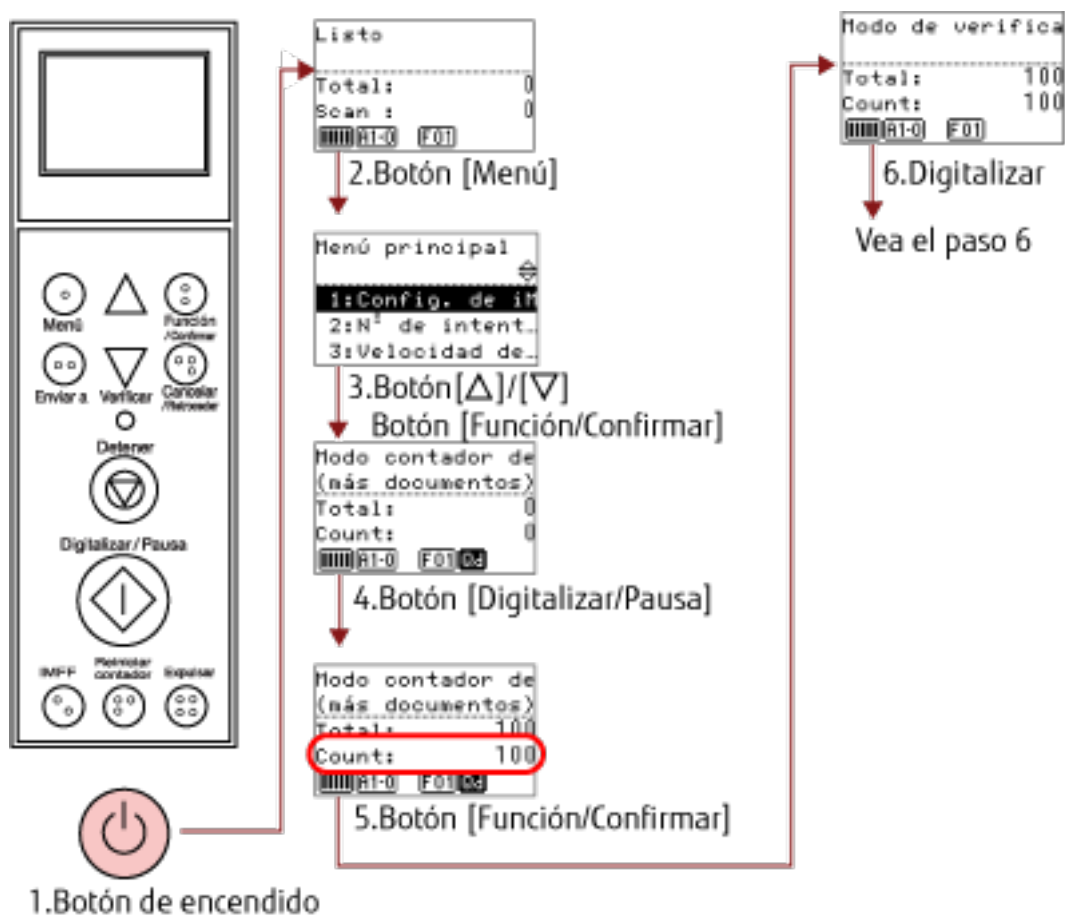 Menú
Función
/Confirmar
Enviar a
Verificar
Cancelar
/Retroceder
Detener
Digitalizar/Pausa
IMFF
Reiniciar
contador
Expulsar
1.Botón de encendido
Listo
Total: 0
Scan : 0
A1-0 F01
2.Botón [Menú]
Menú principal
1:Config. de iM
2:Nº de intent…
3:Velocidad de…
3.Botón[△]/[▽]
Botón [Función/Confirmar]
Modo contador de
(más documentos)
Total: 0
Count: 0
A1-0 F01
4.Botón [Digitalizar/Pausa]
Modo contador de
(más documentos)
Total: 100
Count: 100
A1-0 F01
5.Botón [Función/Confirmar]
Modo de verifica
Total: 100
Count: 100
A1-0 F01
6.Digitalizar
Vea el paso 6